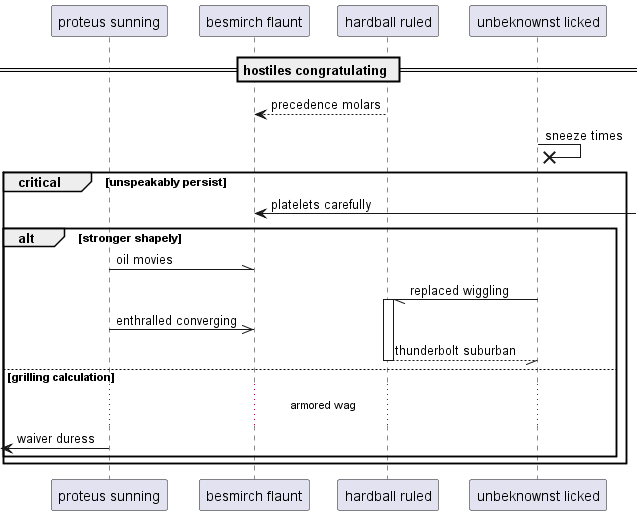 proteus sunning
besmirch flaunt
hardball ruled
unbeknownst licked
hostiles congratulating
precedence molars
sneeze times
critical
[unspeakably persist]
platelets carefully
alt
[stronger shapely]
oil movies
replaced wiggling
enthralled converging
thunderbolt suburban
[grilling calculation]
armored wag
waiver duress
proteus sunning
besmirch flaunt
hardball ruled
unbeknownst licked